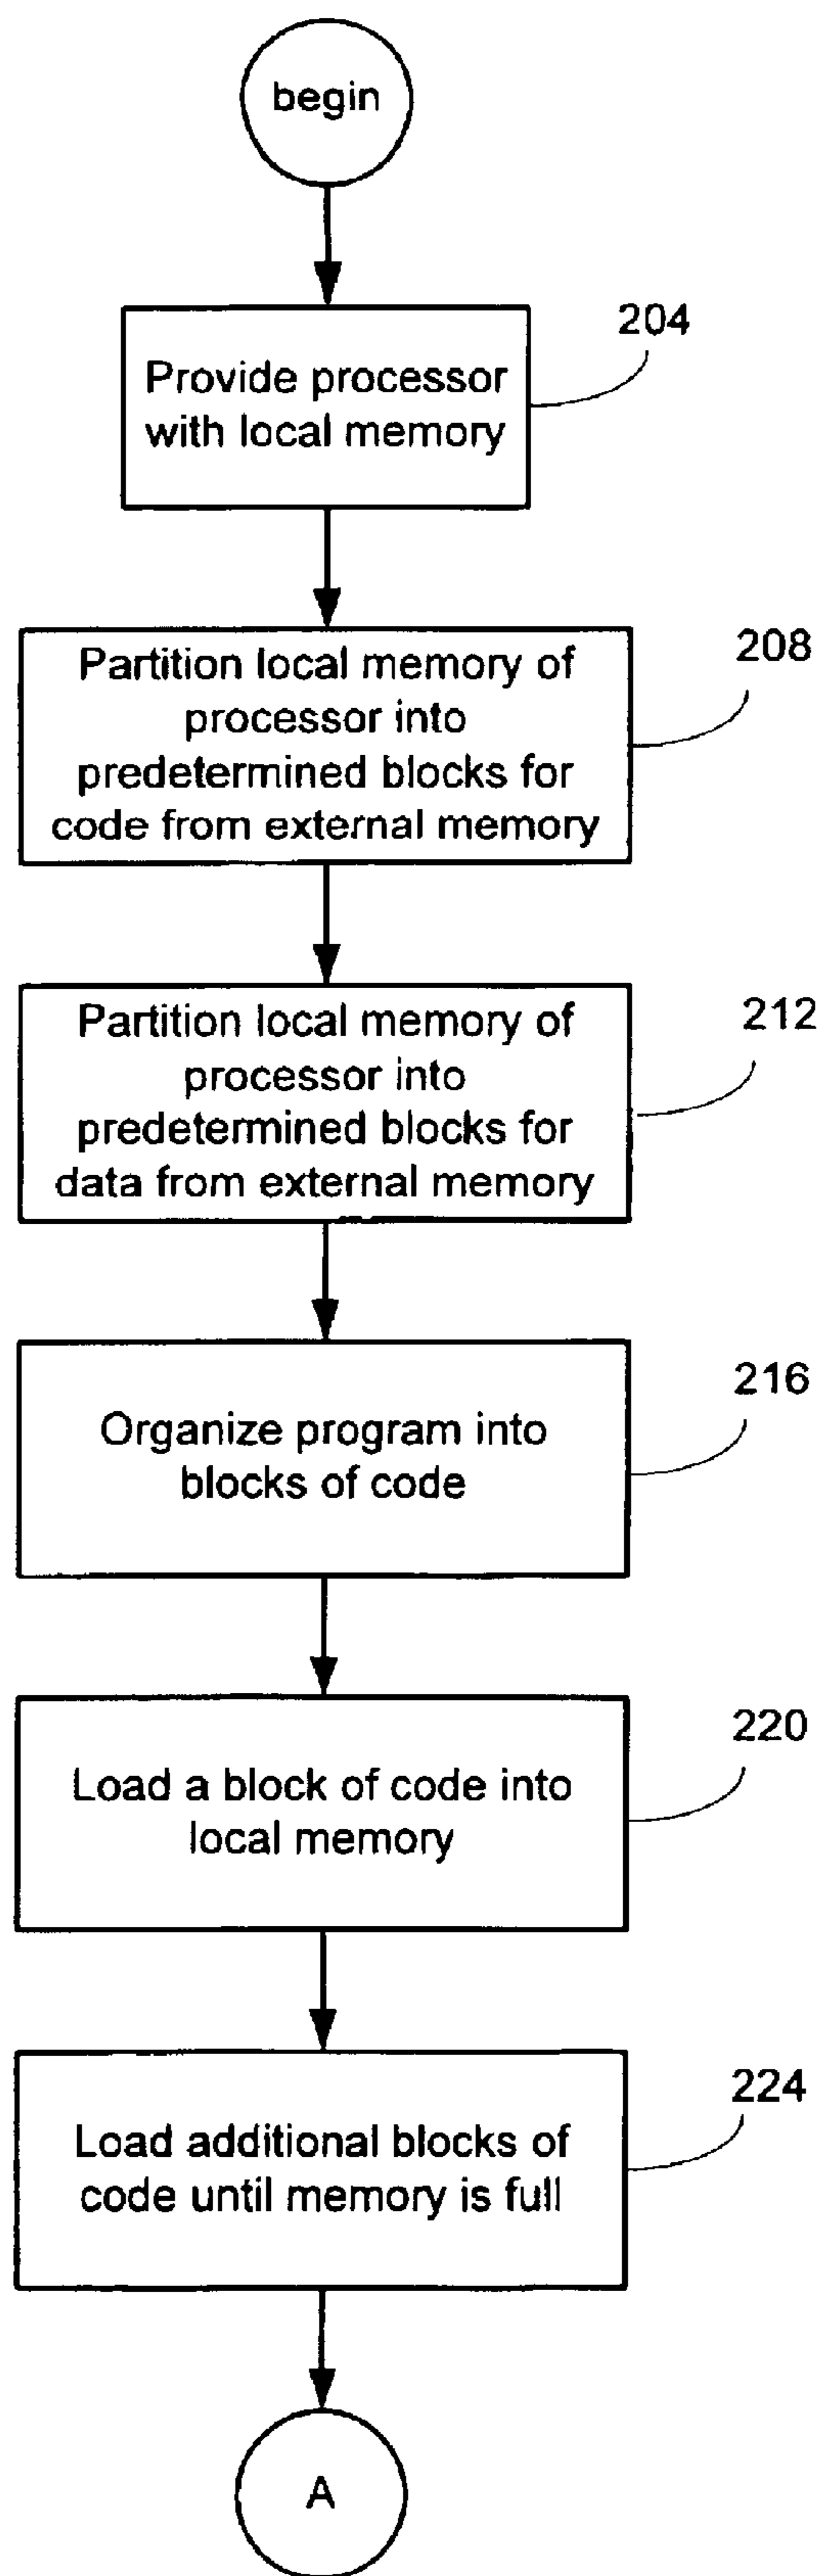 begin
204
Provide processor
with local memory
208
Partition local memory of
processor into
predetermined blocks for
code from external memory
212
Partition local memory of
processor into
predetermined blocks for
data from external memory
216
Organize program into
blocks of code
220
Load a block of code into
local memory
224
Load additional blocks of
code until memory is full
A